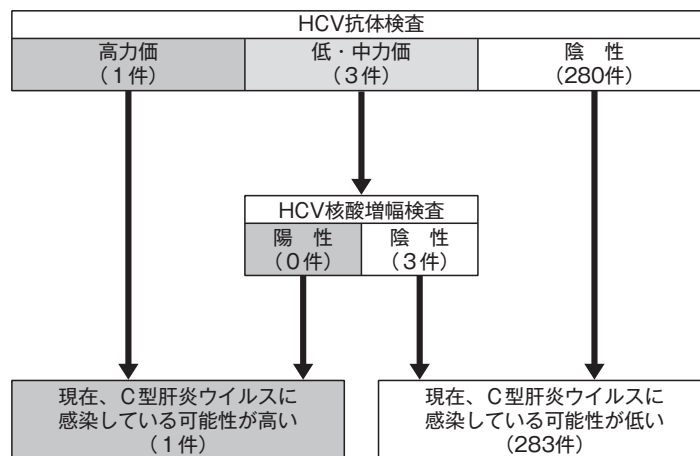 HCV抗体検査
高力価
(1件)
低・中力価
(3件)
陰 性
(280件)
HCV核酸増幅検査
陽 性
(0件)
陰 性
(3件)
現在、C型肝炎ウイルスに
感染している可能性が高い
(1件)
現在、C型肝炎ウイルスに
感染している可能性が低い
(283件)